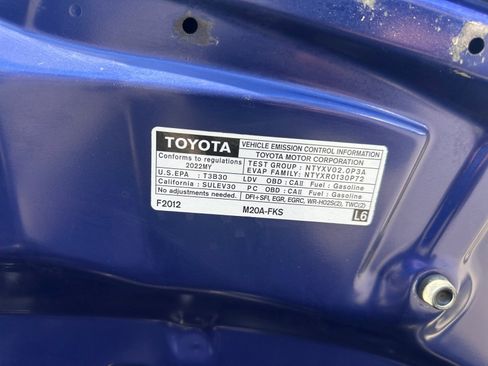 TOYOTA VEHICLE EMISSION CONTROL INFORMATION
Conforms to regulations TOYOTA MOTOR CORPORATION
2022MY TEST GROUP : NTYXV02.0P3A
EVAP FAMILY: NTYXR0130P72
U.S.EPA : T3B30 LDV OBD : CAII Fuel : Gasoline
California : SULEV30 PC OBD : CAII Fuel : Gasoline
No adjustments needed. DFI+SFI, EGR, EGRC, WR-HO2S(2), TWC(2)
F2012 M20A-FKS L6